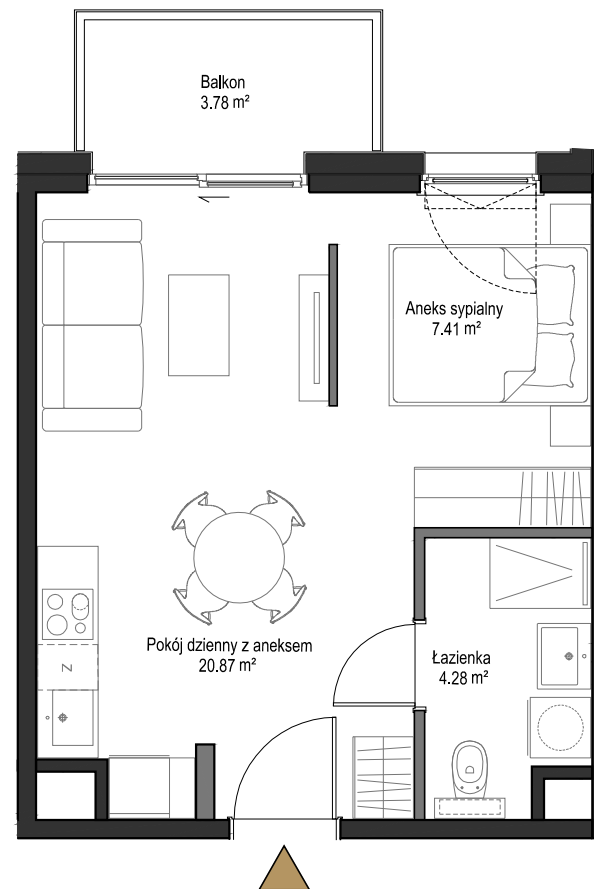 Balkon
3.78 m²
Aneks sypialny
7.41 m²
Pokój dzienny z aneksem
20.87 m²
Łazienka
4.28 m²
Z